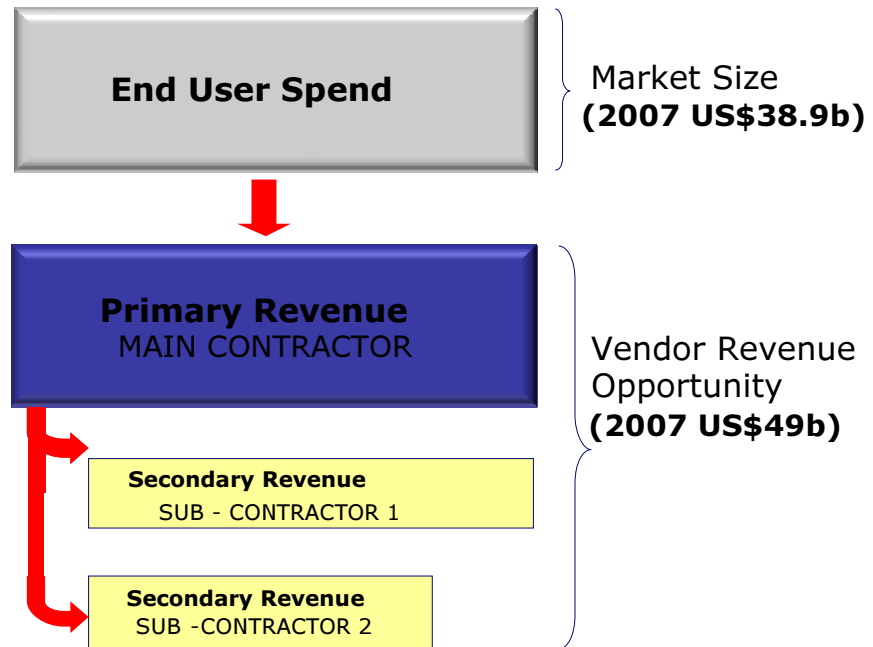 End User Spend
Market Size
(2007 US$38.9b)
Primary Revenue
MAIN CONTRACTOR
Vendor Revenue
Opportunity
(2007 US$49b)
Secondary Revenue
SUB - CONTRACTOR 1
Secondary Revenue
SUB -CONTRACTOR 2